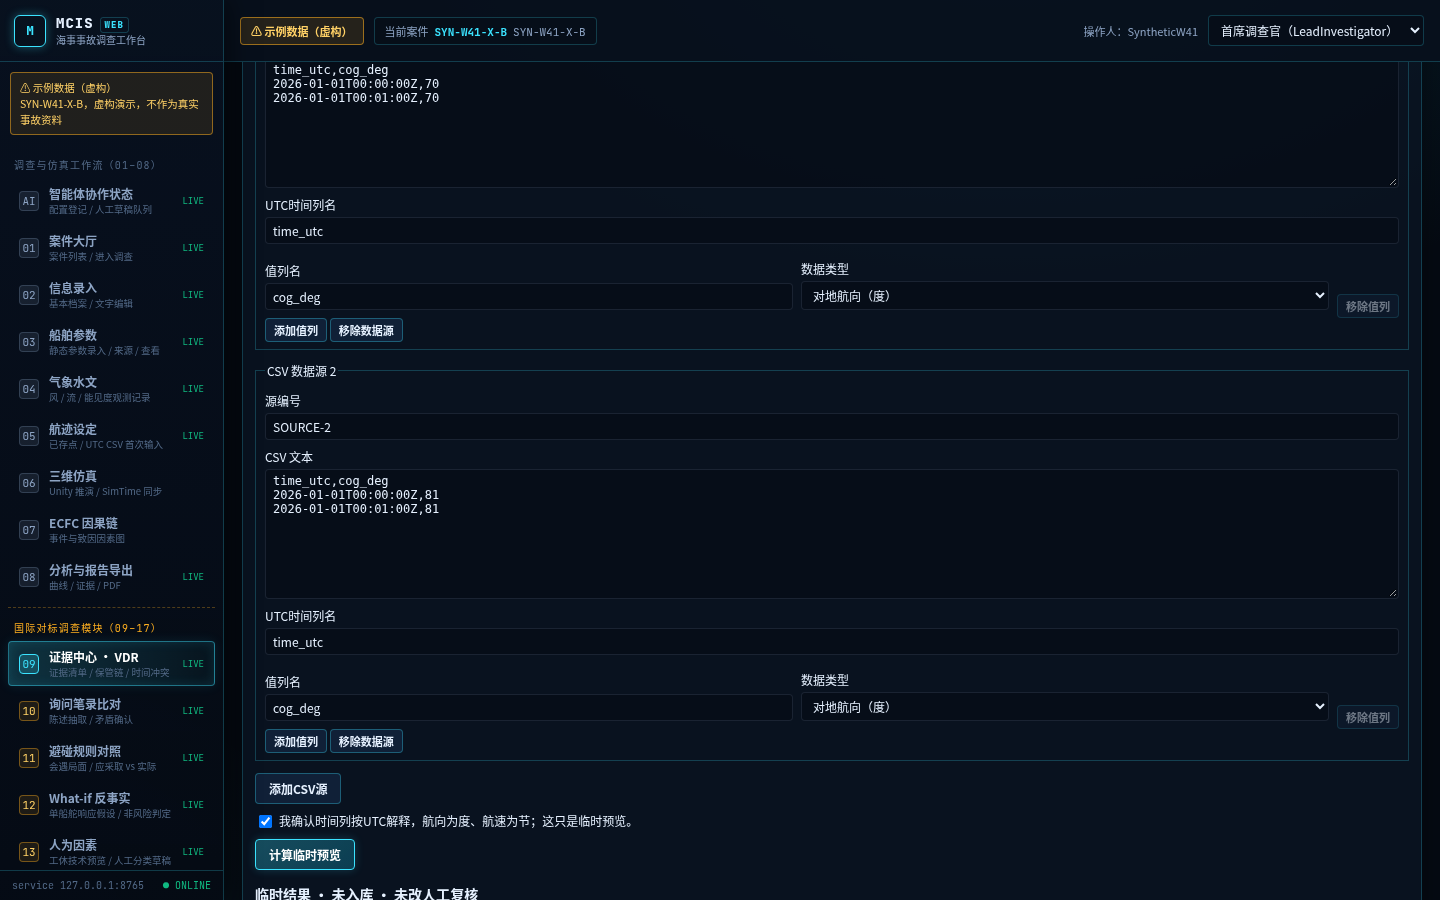 M
MCIS WEB
海事事故调查工作台
⚠ 示例数据（虚构）
当前案件 SYN-W41-X-B SYN-W41-X-B
操作人：SyntheticW41
首席调查官（LeadInvestigator）
⚠ 示例数据（虚构）
SYN-W41-X-B，虚构演示，不作为真实
事故资料
调查与仿真工作流（01-08）
AI 智能体协作状态 LIVE
配置登记 / 人工草稿队列
01 案件大厅 LIVE
案件列表 / 进入调查
02 信息录入 LIVE
基本档案 / 文字编辑
03 船舶参数 LIVE
静态参数录入 / 来源 / 查看
04 气象水文 LIVE
风 / 流 / 能见度观测记录
05 航迹设定 LIVE
已存点 / UTC CSV 首次输入
06 三维仿真
Unity 推演 / SimTime 同步
07 ECFC 因果链
事件与致因因素图
08 分析与报告导出 LIVE
曲线 / 证据 / PDF
国际对标调查模块（09-17）
09 证据中心 · VDR LIVE
证据清单 / 保管链 / 时间冲突
10 询问笔录比对 LIVE
陈述抽取 / 矛盾确认
11 避碰规则对照 LIVE
会遇局面 / 应采取 vs 实际
12 What-if 反事实 LIVE
单船舵响应假设 / 非风险判定
13 人为因素 LIVE
工休技术预览 / 人工分类草稿
service 127.0.0.1:8765 ● ONLINE
time_utc,cog_deg
2026-01-01T00:00:00Z,70
2026-01-01T00:01:00Z,70
UTC时间列名
time_utc
值列名
数据类型
cog_deg
对地航向（度）
移除值列
添加值列 移除数据源
CSV 数据源 2
源编号
SOURCE-2
CSV 文本
time_utc,cog_deg
2026-01-01T00:00:00Z,81
2026-01-01T00:01:00Z,81
UTC时间列名
time_utc
值列名
数据类型
cog_deg
对地航向（度）
移除值列
添加值列 移除数据源
添加CSV源
我确认时间列按UTC解释，航向为度、航速为节；这只是临时预览。
计算临时预览
临时结果 · 未入库 · 未改人工复核